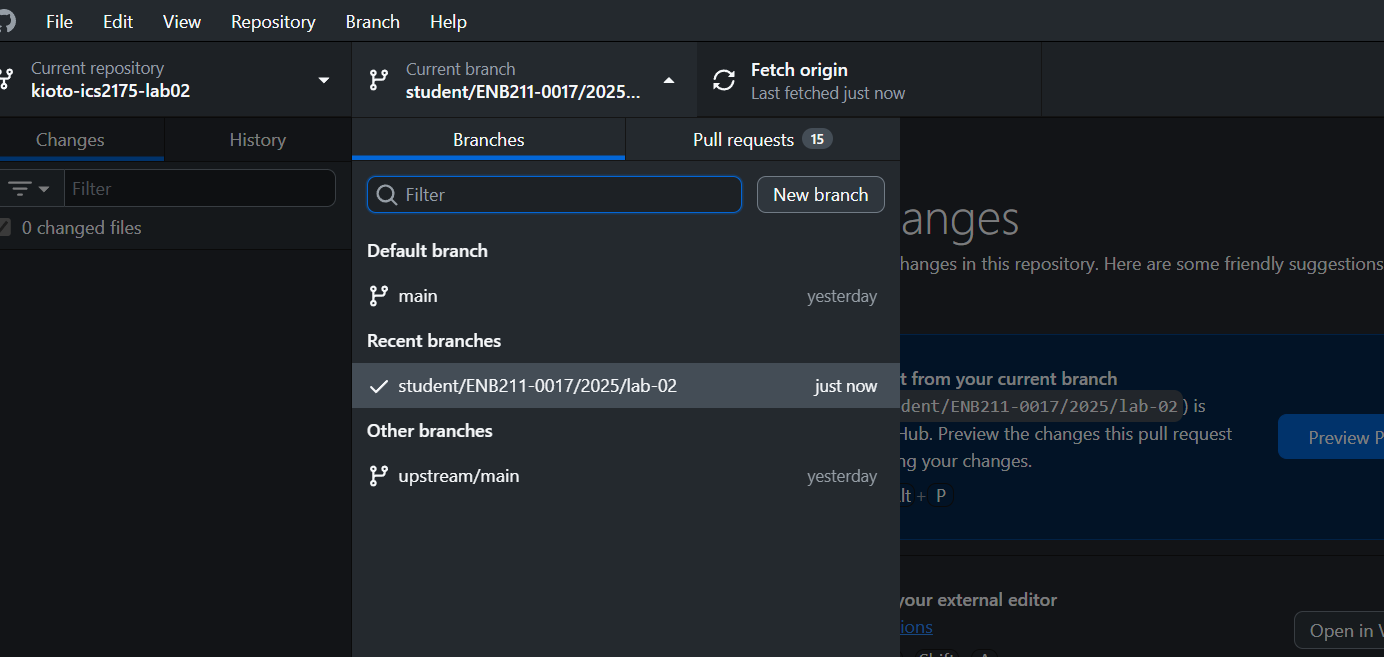 File Edit View Repository Branch Help
Current repository
kioto-ics2175-lab02
Current branch
student/ENB211-0017/2025...
Fetch origin
Last fetched just now
Changes
History
Filter
0 changed files
Branches
Pull requests 15
Filter
New branch
Default branch
main yesterday
Recent branches
student/ENB211-0017/2025/lab-02 just now
Other branches
upstream/main yesterday
anges
hanges in this repository. Here are some friendly suggestions
t from your current branch
dent/ENB211-0017/2025/lab-02) is
Hub. Preview the changes this pull request
ng your changes.
lt + P
Preview P
your external editor
ions
Shift A
Open in V